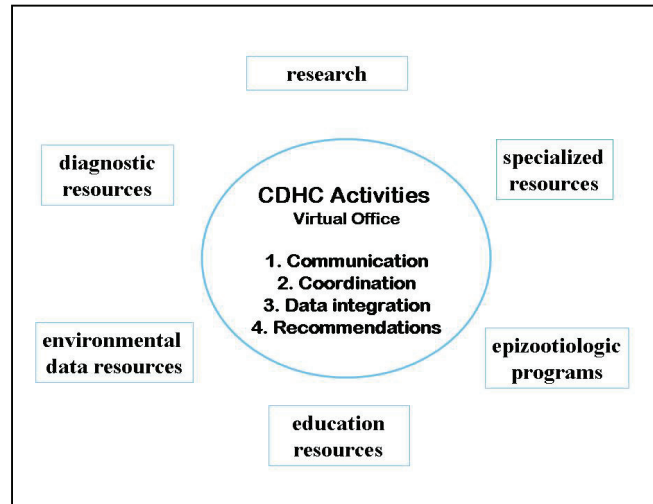 research
diagnostic
resources
specialized
resources
CDHC Activities
Virtual Office
1. Communication
2. Coordination
3. Data integration
4. Recommendations
environmental
data resources
epizootiologic
programs
education
resources